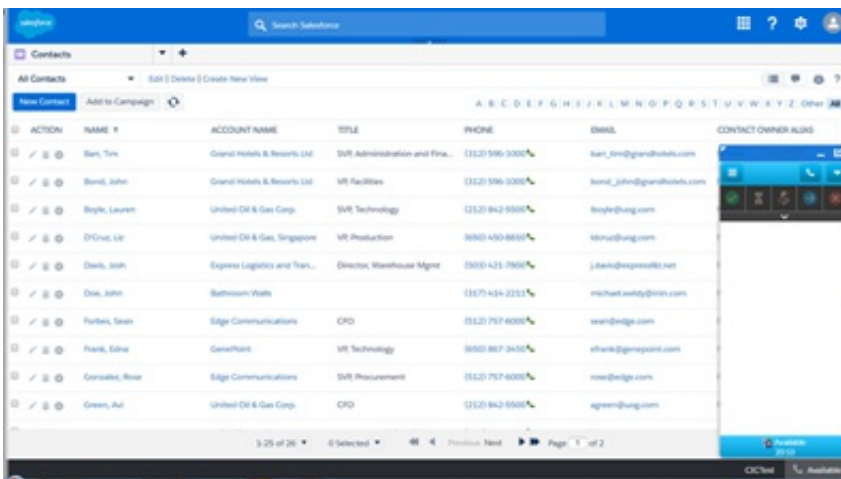 salesforce
Search Salesforce
Contacts
All Contacts Edit | Delete | Create New View
New Contact Add to Campaign A B C D E F G H I J K L M N O P Q R S T U V W X Y Z Other All
ACTION NAME ACCOUNT NAME TITLE PHONE EMAIL CONTACT OWNER ALIAS
Barr, Tim Grand Hotels & Resorts Ltd SVP, Administration and Fina... (312) 596-1000 barr_tim@grandhotels.com
Bond, John Grand Hotels & Resorts Ltd VP, Facilities (312) 596-1000 bond_john@grandhotels.com
Boyle, Lauren United Oil & Gas Corp. SVP, Technology (212) 842-5500 lboyle@uog.com
D'Cruz, Liz United Oil & Gas, Singapore VP, Production (650) 450-8810
Davis, Josh Express Logistics and Tran... Director, Warehouse Mgmt (503) 421-7800 j.davis@expressl&t.net
Doe, John Bathroom Walls (317) 414-2211 michael.weldy@inin.com
Forbes, Sean Edge Communications CFO (512) 757-6000 sean@edge.com
Frank, Edna GenePoint VP, Technology (650) 867-3450 efrank@genepoint.com
Gonzalez, Rose Edge Communications SVP, Procurement (512) 757-6000 rose@edge.com
Green, Avi United Oil & Gas Corp. CFO (212) 842-5500 agreen@uog.com
1-25 of 26 0 Selected Previous Next Page 1 of 2
Available
CICTest Available